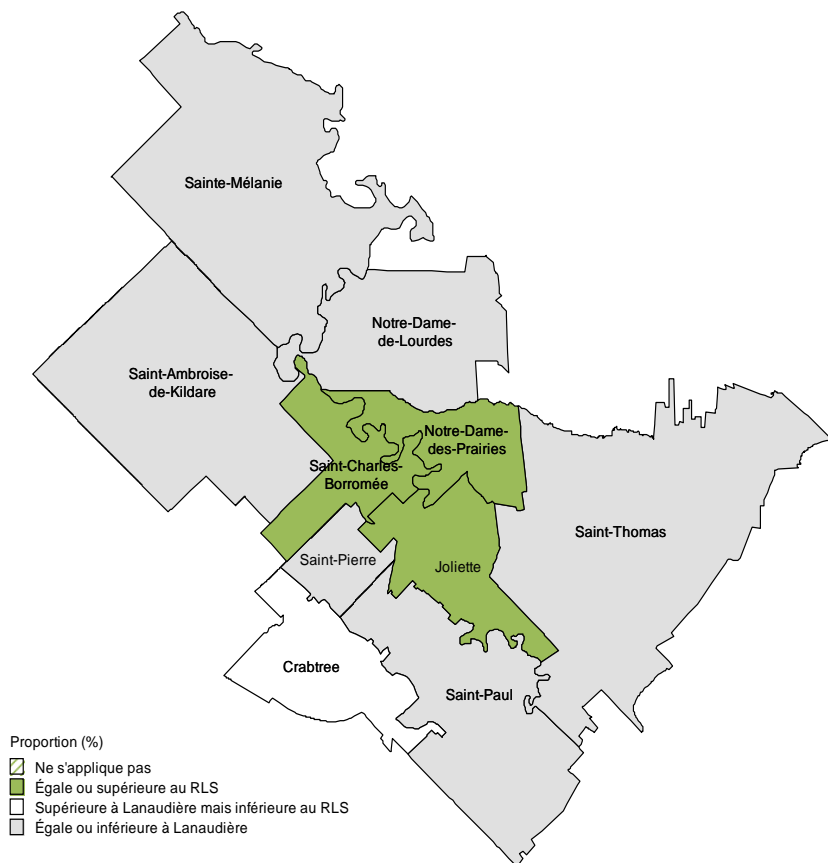 Sainte-Mélanie
Notre-Dame-
de-Lourdes
Saint-Ambroise-
de-Kildare
Notre-Dame-
des-Prairies
Saint-Charles-
Borromée
Saint-Thomas
Saint-Pierre
Joliette
Crabtree
Saint-Paul
Proportion (%)
Ne s'applique pas
Égale ou supérieure au RLS
Supérieure à Lanaudière mais inférieure au RLS
Égale ou inférieure à Lanaudière